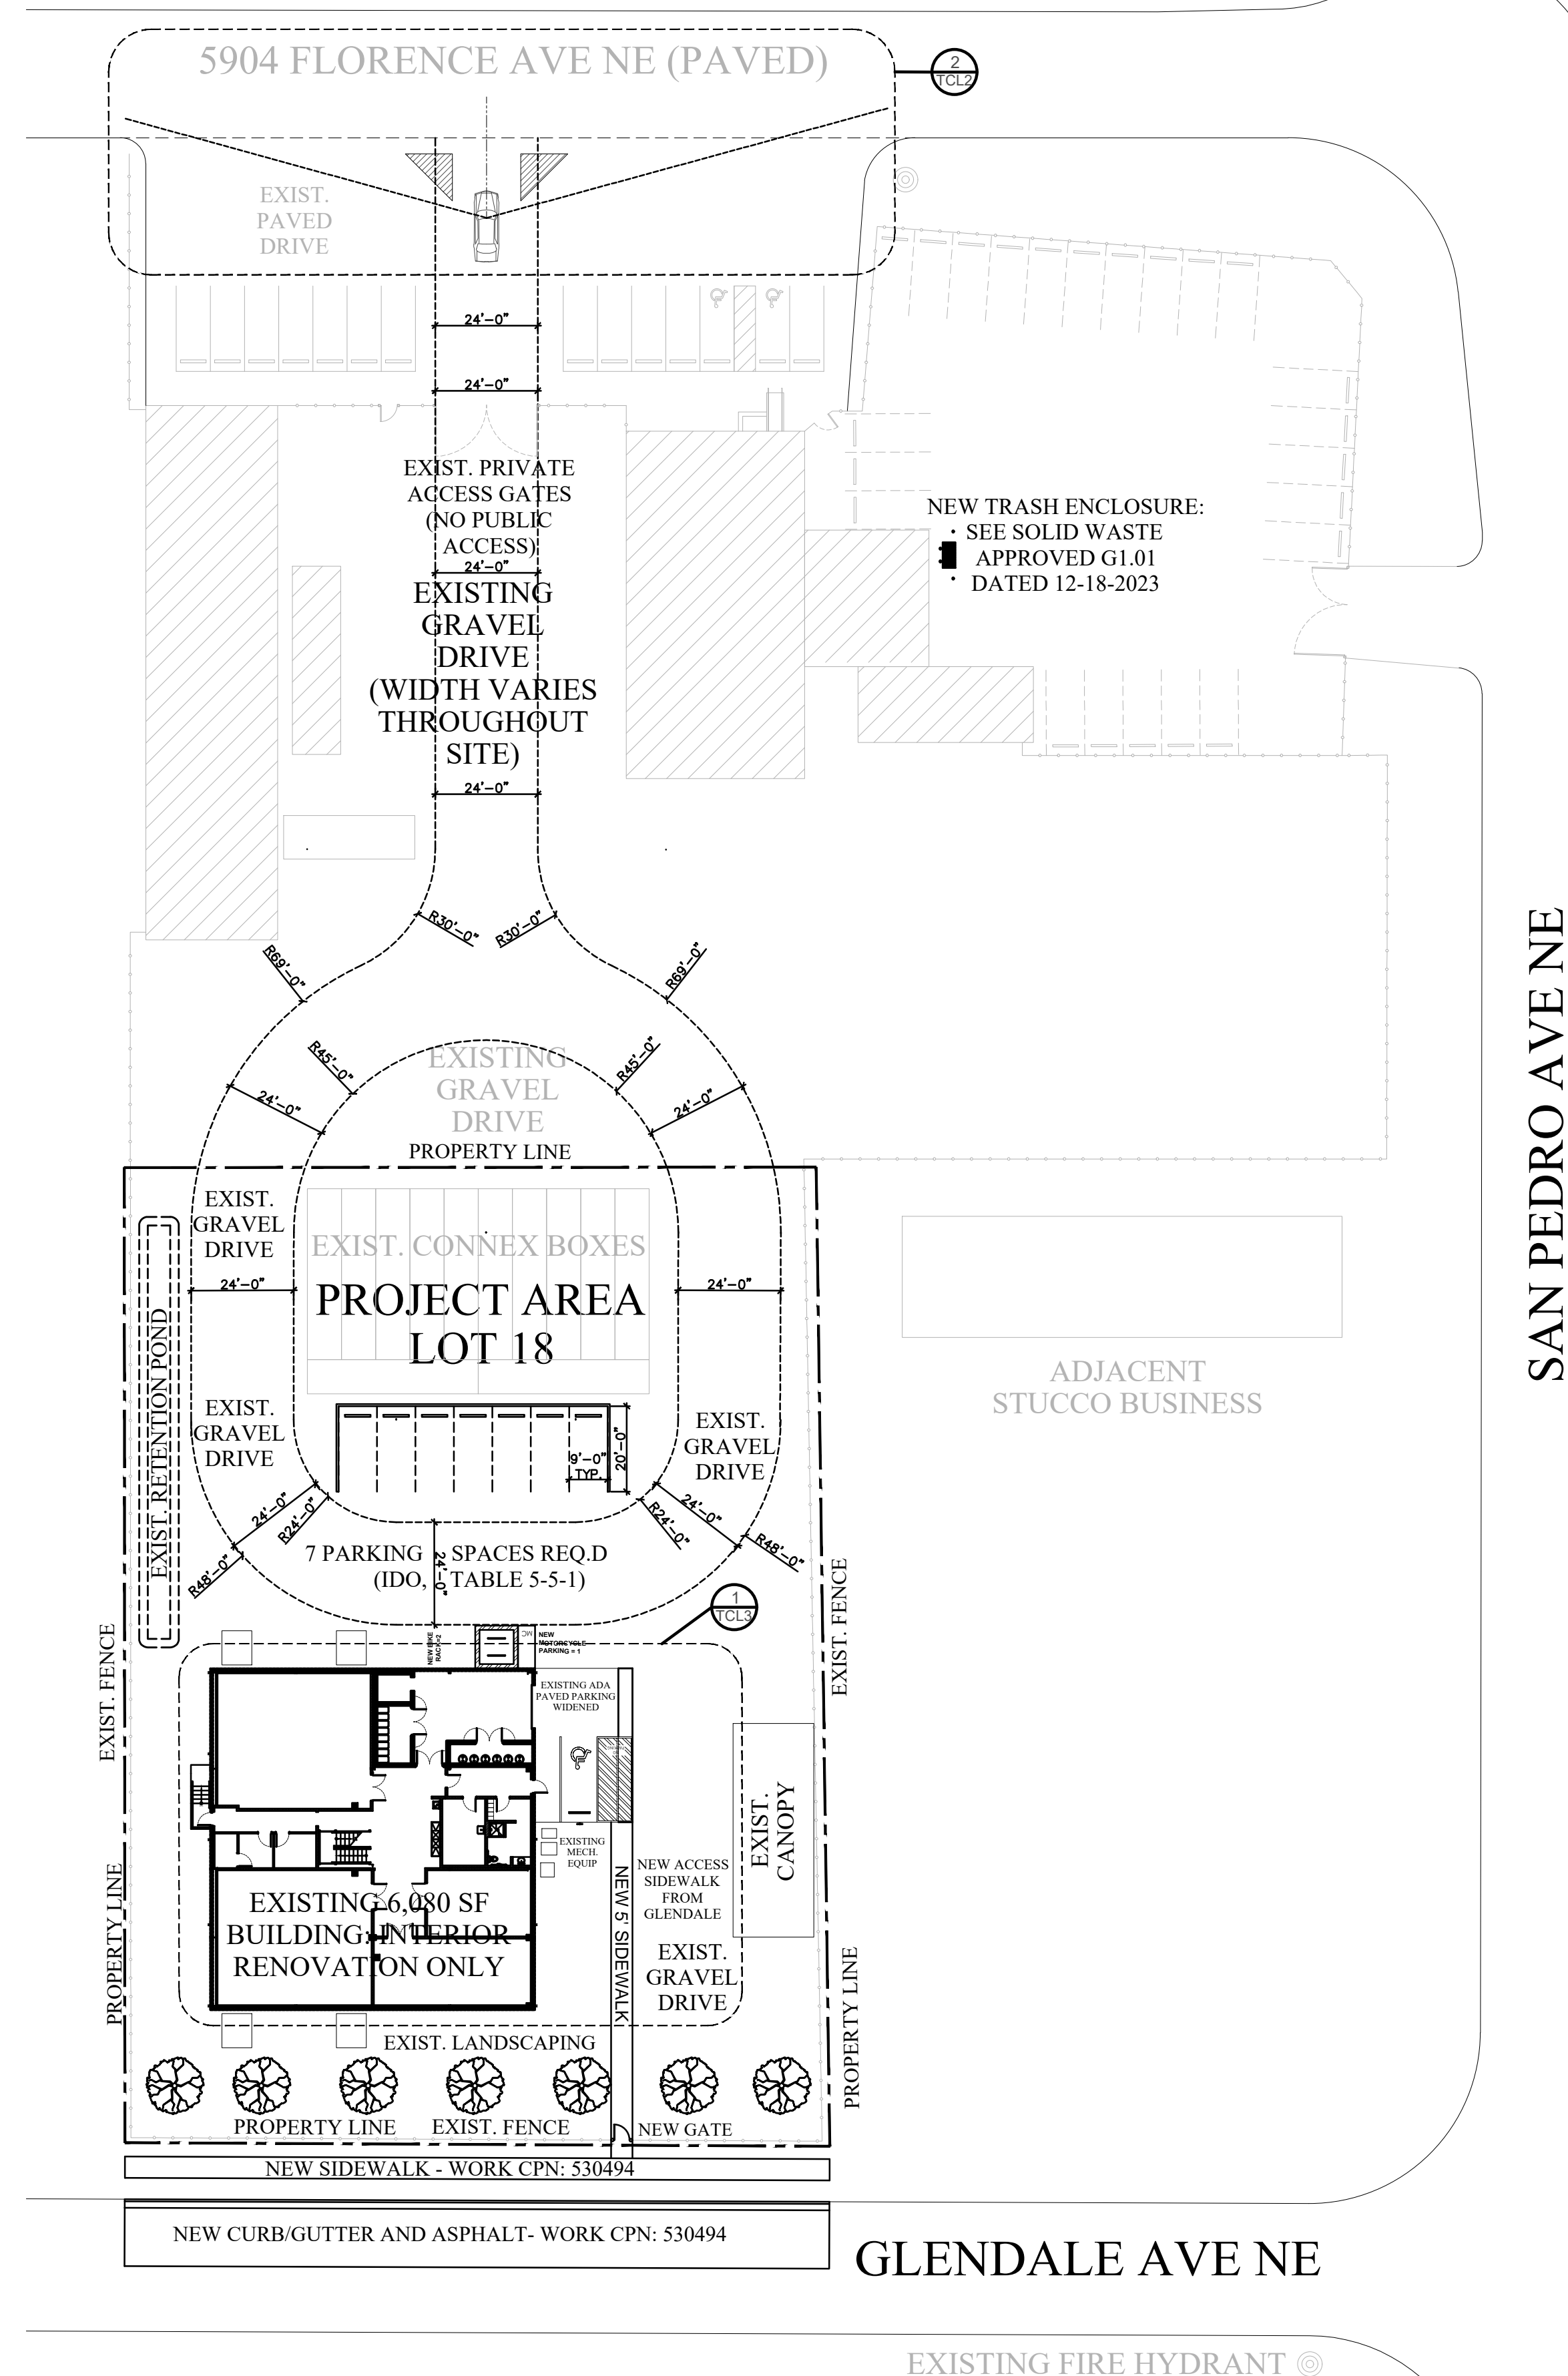 5904 FLORENCE AVE NE (PAVED)
2
TCL2
EXIST.
PAVED
DRIVE
24'-0"
24'-0"
EXIST. PRIVATE
ACCESS GATES
(NO PUBLIC
ACCESS)
24'-0"
NEW TRASH ENCLOSURE:
SEE SOLID WASTE
APPROVED G1.01
DATED 12-18-2023
EXISTING
GRAVEL
DRIVE
(WIDTH VARIES
THROUGHOUT
SITE)
24'-0"
R30'-0"
R30'-0"
R69'-0"
R69'-0"
R45'-0"
R45'-0"
24'-0"
24'-0"
EXISTING
GRAVEL
DRIVE
PROPERTY LINE
SAN PEDRO AVE NE
EXIST.
GRAVEL
DRIVE
EXIST. CONNEX BOXES
24'-0"
24'-0"
PROJECT AREA
LOT 18
EXIST. RETENTION POND
ADJACENT
STUCCO BUSINESS
EXIST.
GRAVEL
DRIVE
EXIST.
GRAVEL
DRIVE
9'-0"
TYP.
20'-0"
24'-0"
R24'-0"
R48'-0"
24'-0"
R24'-0"
R48'-0"
7 PARKING SPACES REQ.D
(IDO, TABLE 5-5-1)
24'-0"
1
TCL3
EXIST. FENCE
EXIST. FENCE
NEW BIKE
RACK=2
MC
NEW
MOTORCYCLE
PARKING = 1
EXISTING ADA
PAVED PARKING
WIDENED
EXIST.
CANOPY
EXISTING
MECH.
EQUIP
NEW 5' SIDEWALK
NEW ACCESS
SIDEWALK
FROM
GLENDALE
EXISTING 6,080 SF
BUILDING. INTERIOR
RENOVATION ONLY
EXIST.
GRAVEL
DRIVE
PROPERTY LINE
PROPERTY LINE
EXIST. LANDSCAPING
PROPERTY LINE
EXIST. FENCE
NEW GATE
NEW SIDEWALK - WORK CPN: 530494
NEW CURB/GUTTER AND ASPHALT- WORK CPN: 530494
GLENDALE AVE NE
EXISTING FIRE HYDRANT